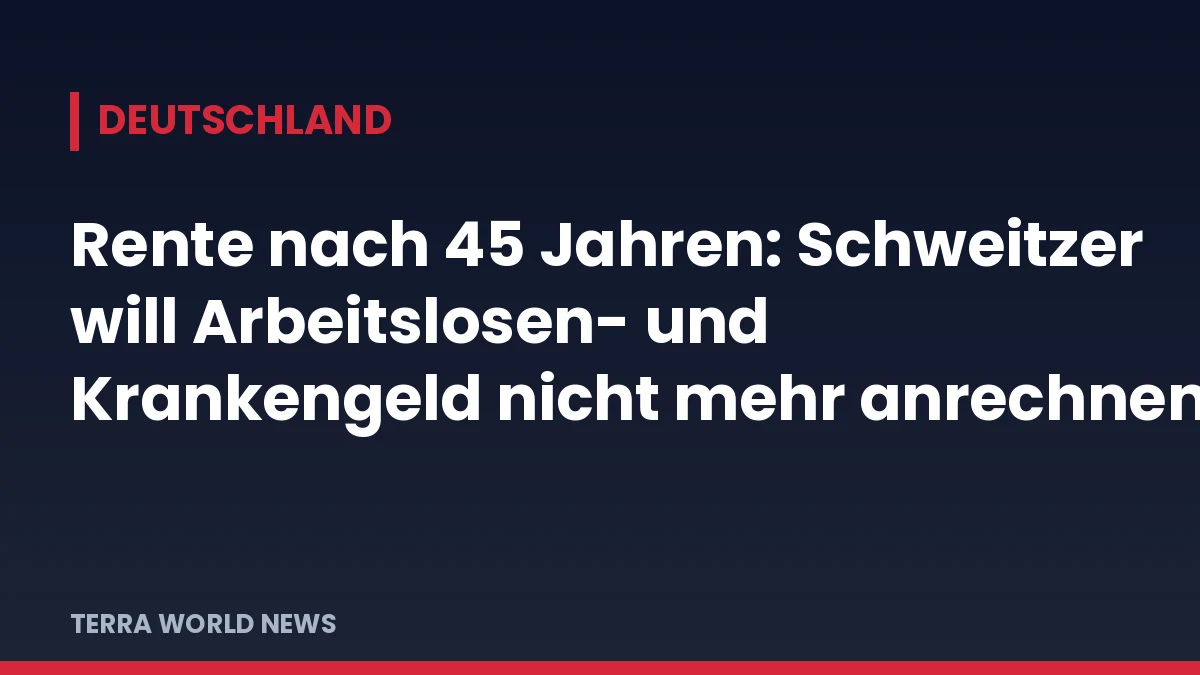 DEUTSCHLAND
Rente nach 45 Jahren: Schweitzer
will Arbeitslosen- und
Krankengeld nicht mehr anrechnen
TERRA WORLD NEWS